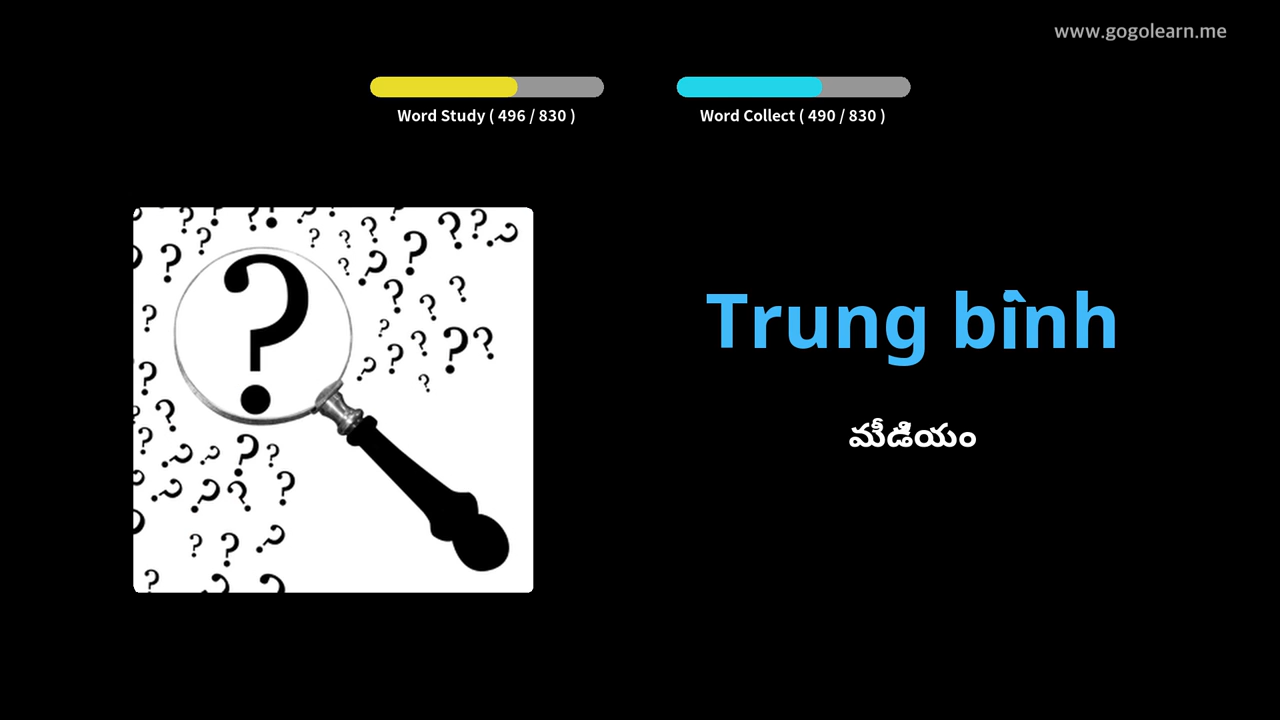 www.gogolearn.me
Word Study ( 496 / 830 )
Word Collect ( 490 / 830 )
Trung bình
మీడియం